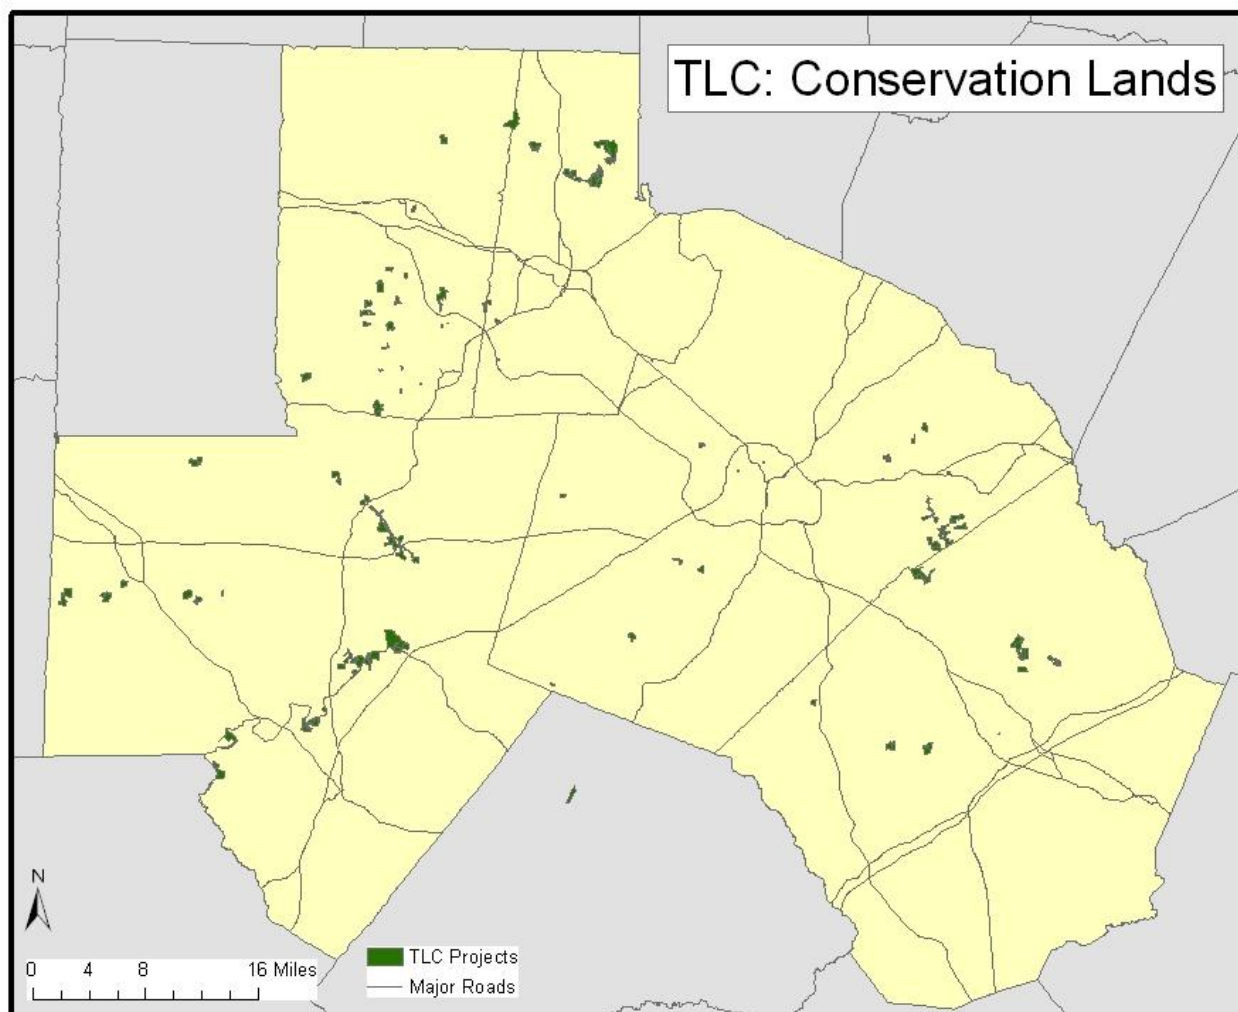 TLC: Conservation Lands
N
0 4 8 16 Miles
TLC Projects
Major Roads